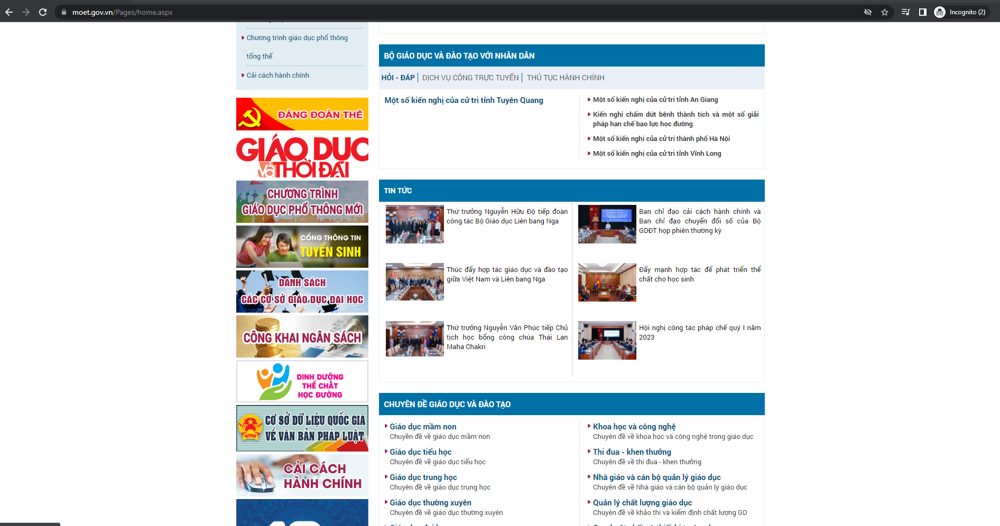 moet.gov.vn/Pages/home.aspx
Incognito (2)
Chương trình giáo dục phổ thông
tổng thể
Cải cách hành chính
ĐẢNG ĐOÀN THỂ
GIÁO DỤC
và THỜI ĐẠI
CHƯƠNG TRÌNH
GIÁO DỤC PHỔ THÔNG MỚI
CỔNG THÔNG TIN
TUYỂN SINH
DANH SÁCH
CÁC CƠ SỞ GIÁO DỤC ĐẠI HỌC
CÔNG KHAI NGÂN SÁCH
DINH DƯỠNG
THỂ CHẤT
HỌC ĐƯỜNG
CƠ SỞ DỮ LIỆU QUỐC GIA
VỀ VĂN BẢN PHÁP LUẬT
CẢI CÁCH
HÀNH CHÍNH
BỘ GIÁO DỤC VÀ ĐÀO TẠO VỚI NHÂN DÂN
HỎI - ĐÁP DỊCH VỤ CÔNG TRỰC TUYẾN THỦ TỤC HÀNH CHÍNH
Một số kiến nghị của cử tri tỉnh Tuyên Quang
Một số kiến nghị của cử tri tỉnh An Giang
Kiến nghị chấm dứt bệnh thành tích và một số giải
pháp hạn chế bạo lực học đường
Một số kiến nghị của cử tri thành phố Hà Nội
Một số kiến nghị của cử tri tỉnh Vĩnh Long
TIN TỨC
Thứ trưởng Nguyễn Hữu Độ tiếp đoàn
công tác Bộ Giáo dục Liên bang Nga
Ban chỉ đạo cải cách hành chính và
Ban chỉ đạo chuyển đổi số của Bộ
GDĐT họp phiên thường kỳ
Thúc đẩy hợp tác giáo dục và đào tạo
giữa Việt Nam và Liên bang Nga
Đẩy mạnh hợp tác để phát triển thể
chất cho học sinh
Thứ trưởng Nguyễn Văn Phúc tiếp Chủ
tịch học bổng công chúa Thái Lan
Maha Chakri
Hội nghị công tác pháp chế quý I năm
2023
CHUYÊN ĐỀ GIÁO DỤC VÀ ĐÀO TẠO
Giáo dục mầm non
Chuyền đề về giáo dục mầm non
Giáo dục tiểu học
Chuyên đề về giáo dục tiểu học
Giáo dục trung học
Chuyên đề về giáo dục trung học
Giáo dục thường xuyên
Chuyên đề về giáo dục thường xuyên
Khoa học và công nghệ
Chuyên đề về khoa học và công nghệ trong giáo dục
Thi đua - khen thưởng
Chuyên đề về thi đua - khen thưởng
Nhà giáo và cán bộ quản lý giáo dục
Chuyên đề về Nhà giáo và cán bộ quản lý giáo dục
Quản lý chất lượng giáo dục
Chuyên đề về khảo thí và kiểm định chất lượng GD